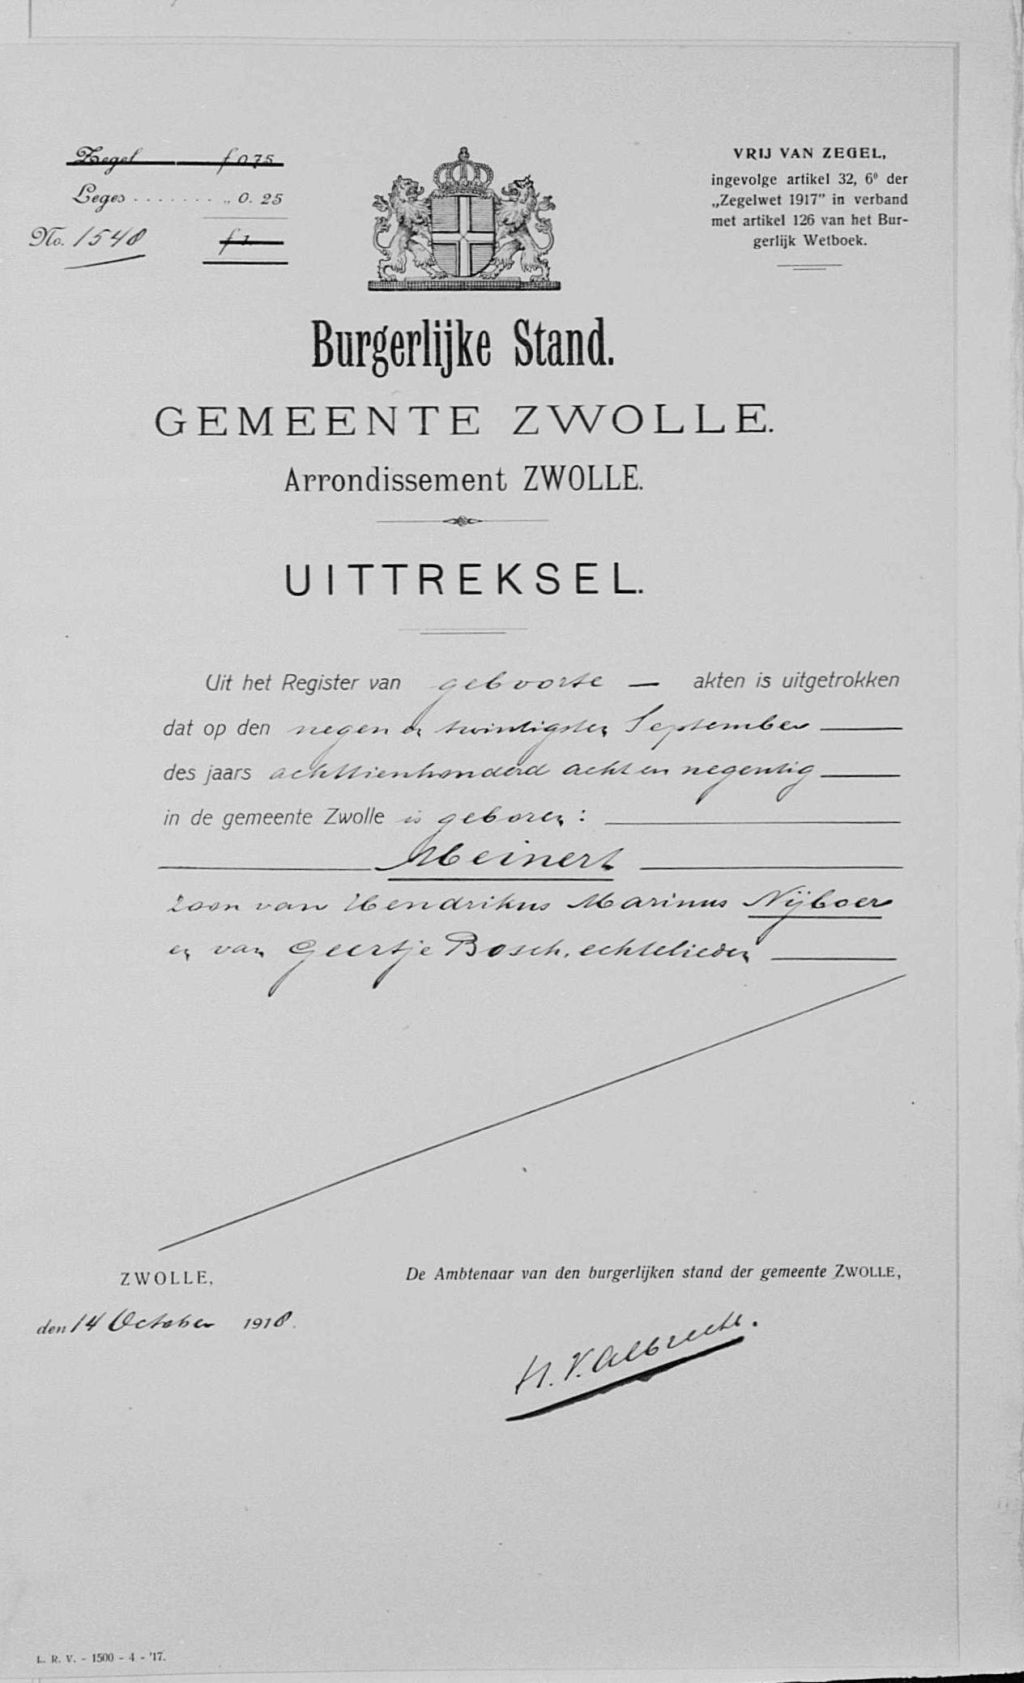 Zegel f 0.75
Leges . . . . . . . . „ 0. 25
No. 1548 f 1.
VRIJ VAN ZEGEL,
ingevolge artikel 32, 6° der
„Zegelwet 1917” in verband
met artikel 126 van het Bur-
gerlijk Wetboek.
Burgerlijke Stand.
GEMEENTE ZWOLLE.
Arrondissement ZWOLLE.
UITTREKSEL.
Uit het Register van geboorte — akten is uitgetrokken
dat op den negen en twintigsten September
des jaars achttienhonderd acht en negentig
in de gemeente Zwolle is geboren :
Meinert
zoon van Hendrikus Marinus Nijboer
en van Geertje Bosch, echtelieden
ZWOLLE,
den 14 October 1918.
De Ambtenaar van den burgerlijken stand der gemeente ZWOLLE,
H. V. Albrecht.
L. R. V. - 1500 - 4 - '17.